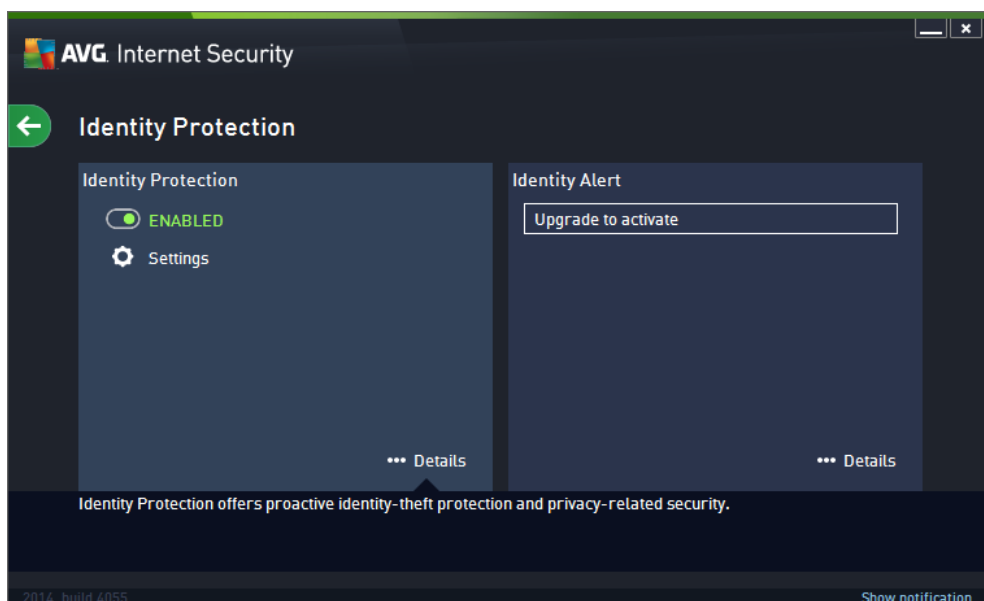 AVG. Internet Security
Identity Protection
Identity Protection
ENABLED
Settings
••• Details
Identity Alert
Upgrade to activate
••• Details
Identity Protection offers proactive identity-theft protection and privacy-related security.
2014 build 4055
Show notification